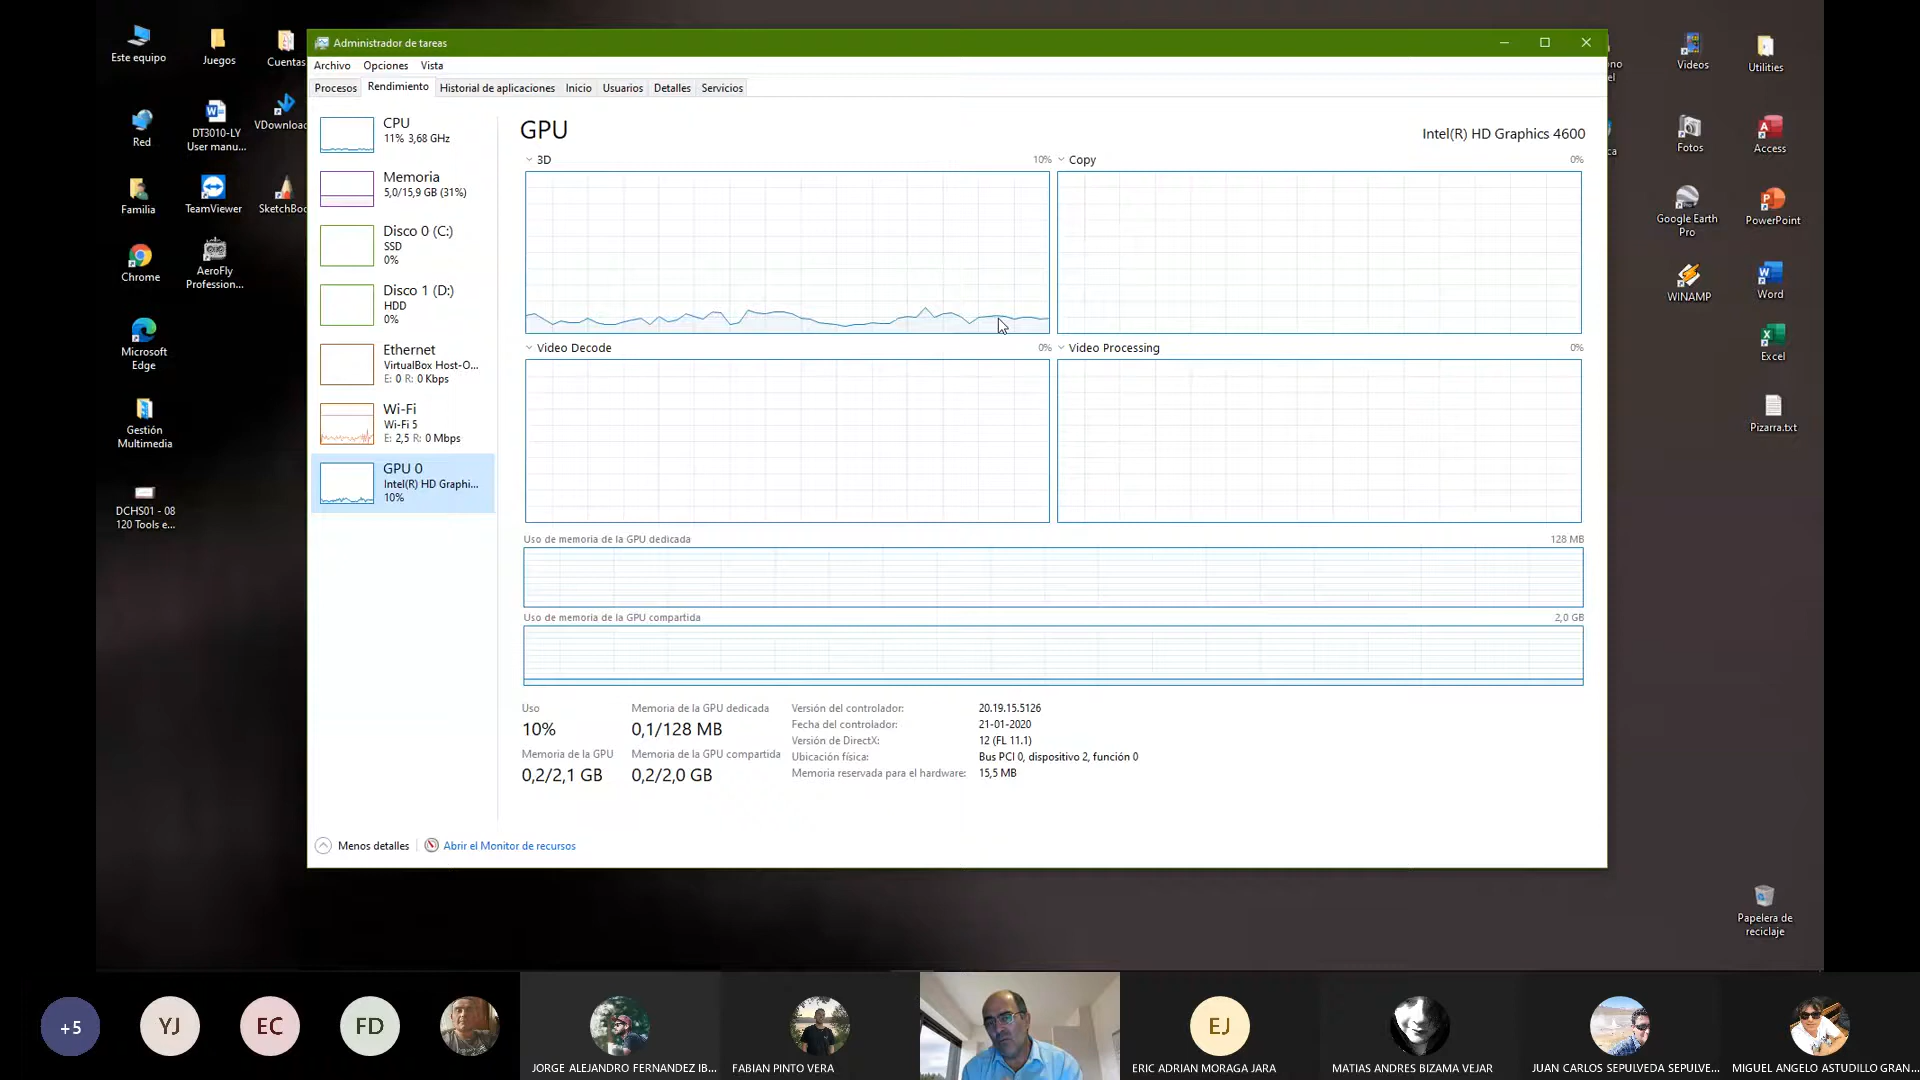 Este equipo
Juegos
Cuentas
Red
DT3010-LY
User manu...
VDownload
Familia
TeamViewer
SketchBoo
Chrome
AeroFly
Profession...
Microsoft
Edge
Gestión
Multimedia
DCHS01 - 08
120 Tools e...
Administrador de tareas
Archivo Opciones Vista
Procesos Rendimiento Historial de aplicaciones Inicio Usuarios Detalles Servicios
CPU
11% 3,68 GHz
Memoria
5,0/15,9 GB (31%)
Disco 0 (C:)
SSD
0%
Disco 1 (D:)
HDD
0%
Ethernet
VirtualBox Host-O...
E: 0 R: 0 Kbps
Wi-Fi
Wi-Fi 5
E: 2,5 R: 0 Mbps
GPU 0
Intel(R) HD Graphi...
10%
GPU
Intel(R) HD Graphics 4600
3D 10%
Copy 0%
Video Decode 0%
Video Processing 0%
Uso de memoria de la GPU dedicada 128 MB
Uso de memoria de la GPU compartida 2,0 GB
Uso
10%
Memoria de la GPU dedicada
0,1/128 MB
Memoria de la GPU
0,2/2,1 GB
Memoria de la GPU compartida
0,2/2,0 GB
Versión del controlador: 20.19.15.5126
Fecha del controlador: 21-01-2020
Versión de DirectX: 12 (FL 11.1)
Ubicación física: Bus PCI 0, dispositivo 2, función 0
Memoria reservada para el hardware: 15,5 MB
Menos detalles
Abrir el Monitor de recursos
Videos
Utilities
Fotos
Access
Google Earth
Pro
PowerPoint
WINAMP
Word
Excel
Pizarra.txt
Papelera de
reciclaje
+5
YJ
EC
FD
JORGE ALEJANDRO FERNANDEZ IB...
FABIAN PINTO VERA
EJ
ERIC ADRIAN MORAGA JARA
MATIAS ANDRES BIZAMA VEJAR
JUAN CARLOS SEPULVEDA SEPULVE...
MIGUEL ANGELO ASTUDILLO GRAN...